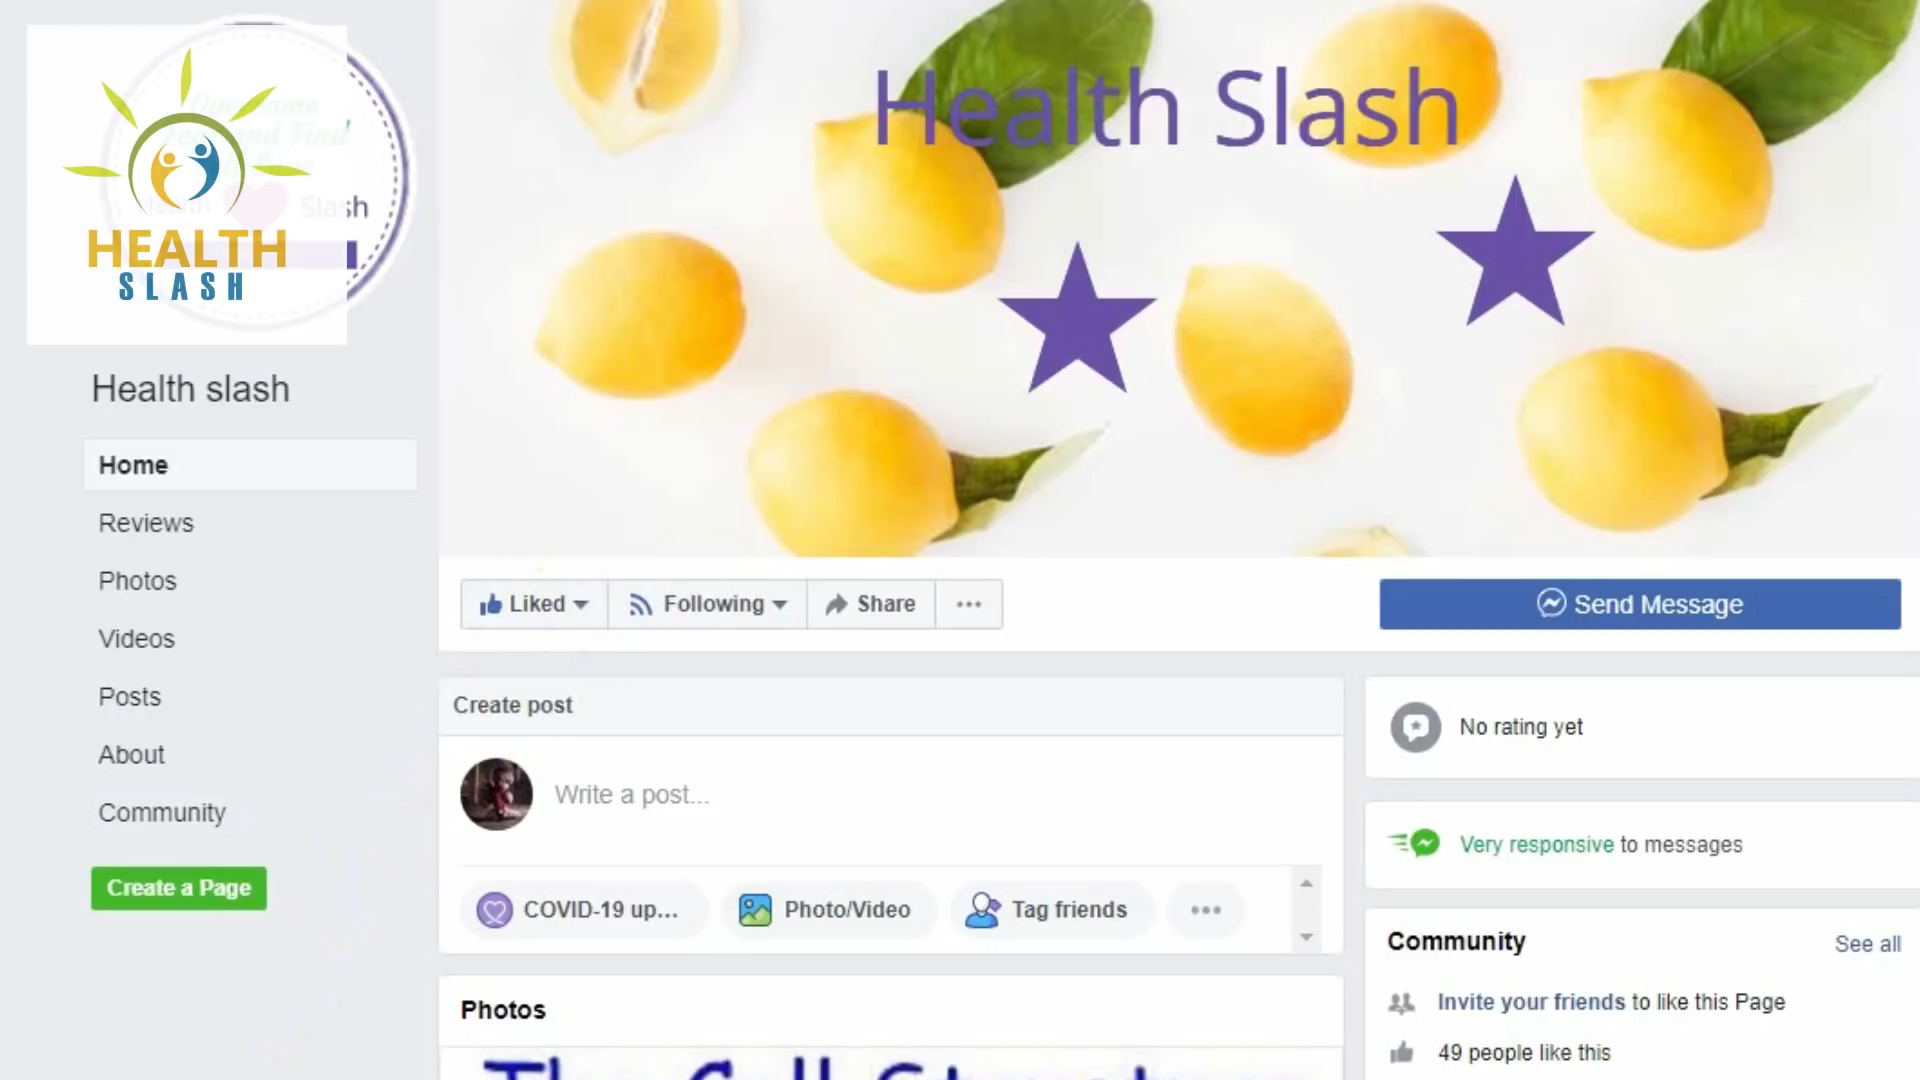 Health Slash
Slash
HEALTH
SLASH
Health slash
Home
Reviews
Photos
Videos
Posts
About
Community
Create a Page
Liked
Following
Share
Send Message
Create post
Write a post...
COVID-19 up...
Photo/Video
Tag friends
Photos
No rating yet
Very responsive to messages
Community
See all
Invite your friends to like this Page
49 people like this